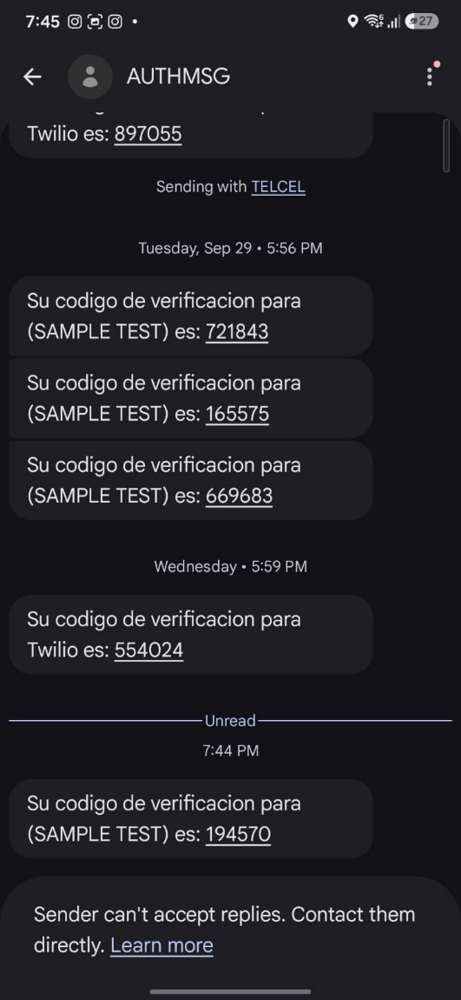 7:45
27
AUTHMSG
Twilio es: 897055
Sending with TELCEL
Tuesday, Sep 29 • 5:56 PM
Su codigo de verificacion para
(SAMPLE TEST) es: 721843
Su codigo de verificacion para
(SAMPLE TEST) es: 165575
Su codigo de verificacion para
(SAMPLE TEST) es: 669683
Wednesday • 5:59 PM
Su codigo de verificacion para
Twilio es: 554024
Unread
7:44 PM
Su codigo de verificacion para
(SAMPLE TEST) es: 194570
Sender can't accept replies. Contact them
directly. Learn more